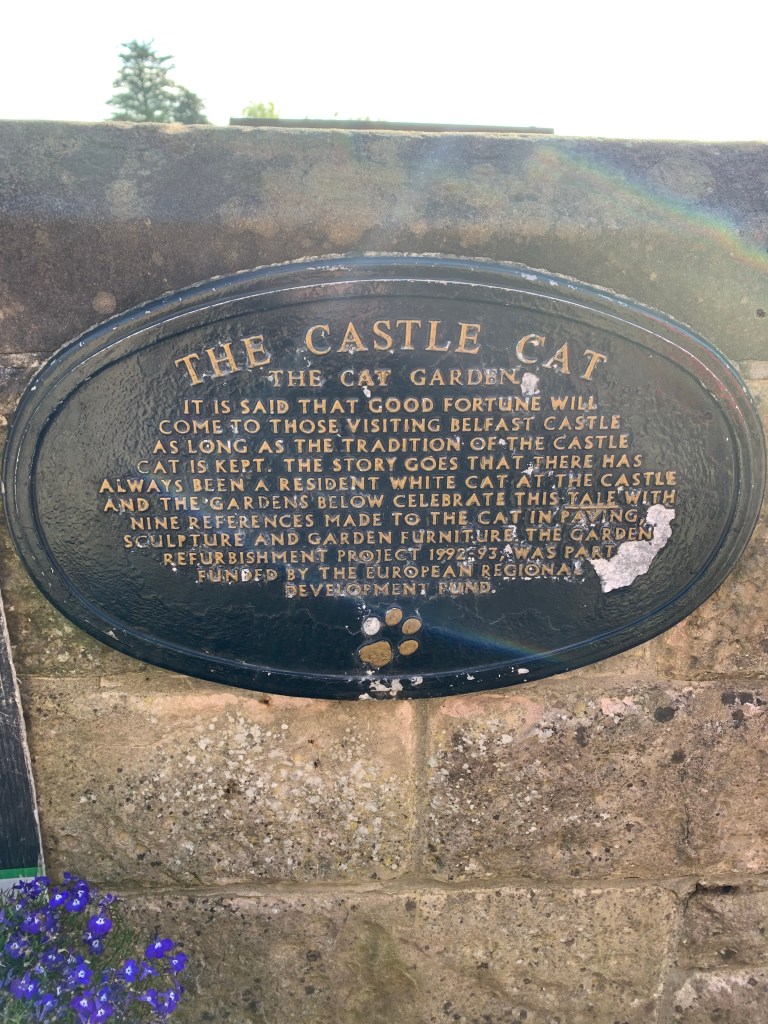 THE CASTLE CAT
THE CAT GARDEN
IT IS SAID THAT GOOD FORTUNE WILL
COME TO THOSE VISITING BELFAST CASTLE
AS LONG AS THE TRADITION OF THE CASTLE
CAT IS KEPT. THE STORY GOES THAT THERE HAS
ALWAYS BEEN A RESIDENT WHITE CAT AT THE CASTLE
AND THE GARDENS BELOW CELEBRATE THIS TALE WITH
NINE REFERENCES MADE TO THE CAT IN PAVING,
SCULPTURE AND GARDEN FURNITURE. THE GARDEN
REFURBISHMENT PROJECT 1992-93, WAS PART
FUNDED BY THE EUROPEAN REGIONAL
DEVELOPMENT FUND.